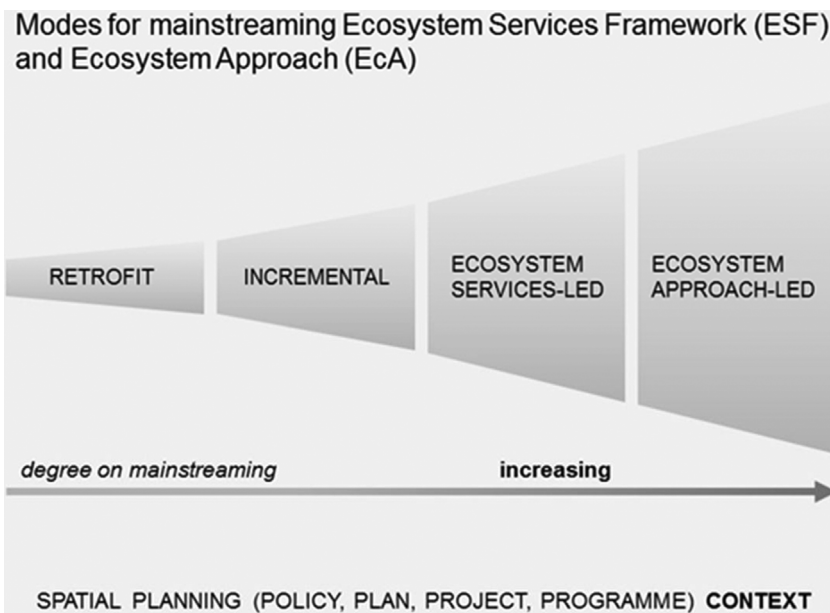 Modes for mainstreaming Ecosystem Services Framework (ESF)
and Ecosystem Approach (EcA)
RETROFIT
INCREMENTAL
ECOSYSTEM
SERVICES-LED
ECOSYSTEM
APPROACH-LED
degree on mainstreaming
increasing
SPATIAL PLANNING (POLICY, PLAN, PROJECT, PROGRAMME) CONTEXT